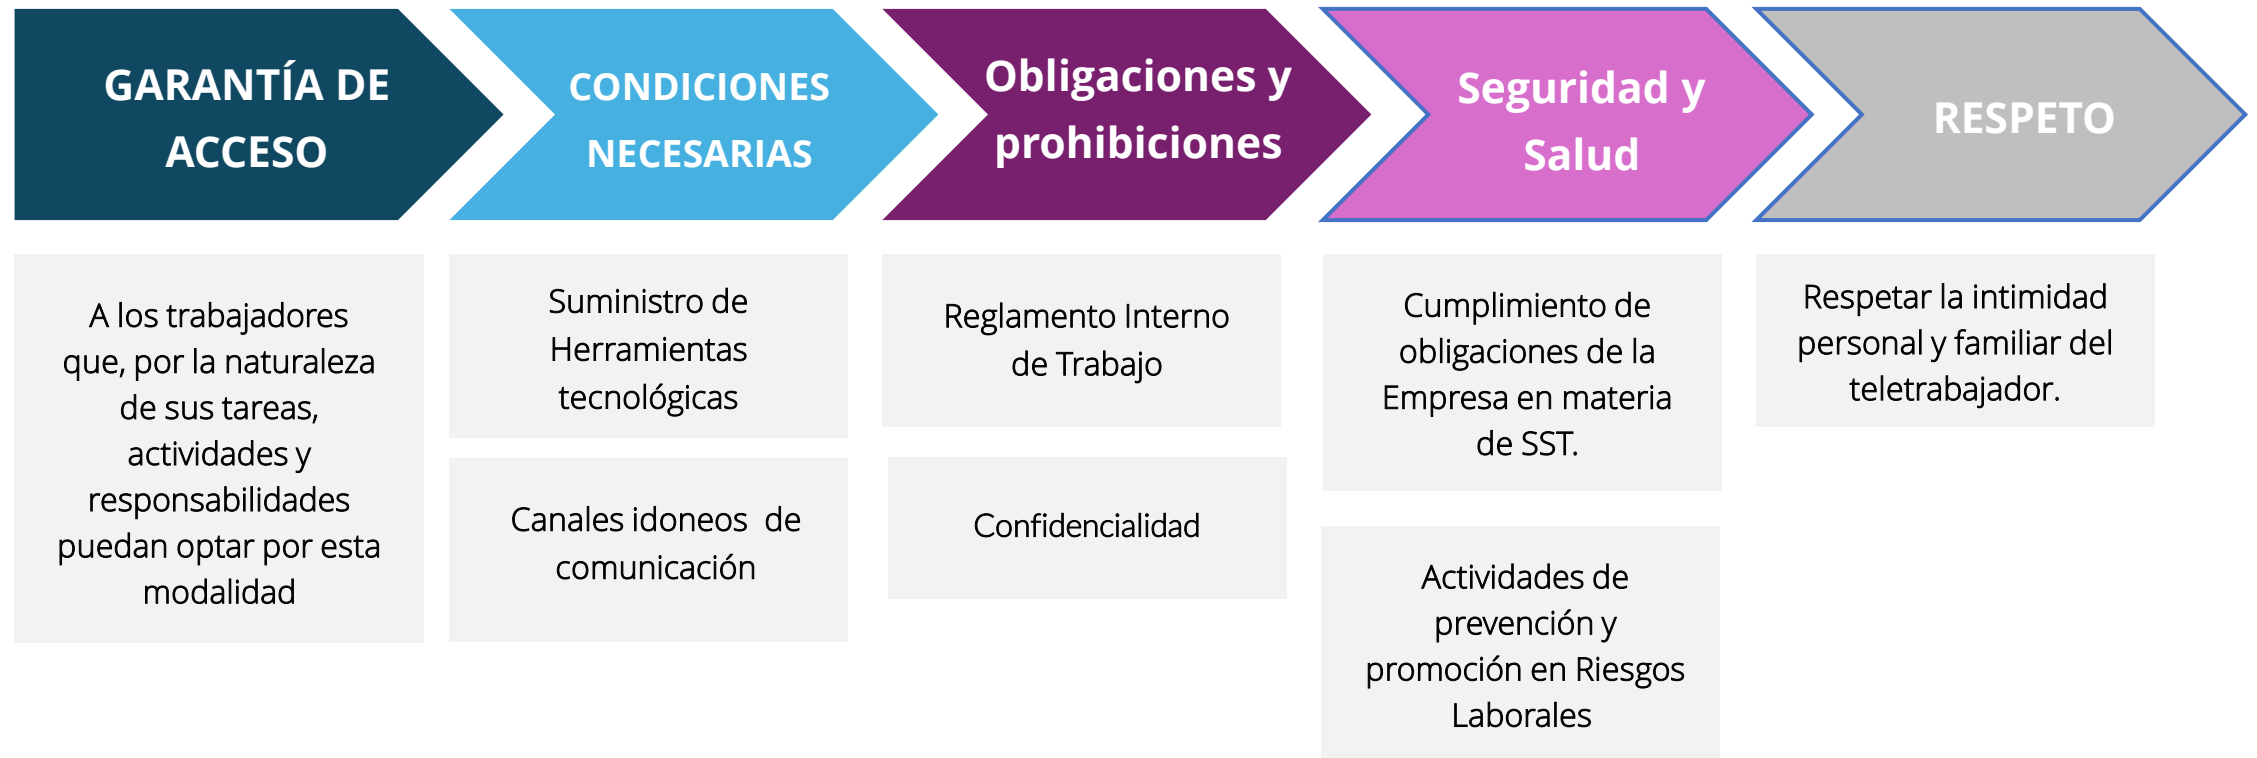 GARANTÍA DE
ACCESO
CONDICIONES
NECESARIAS
Obligaciones y
prohibiciones
Seguridad y
Salud
RESPETO
A los trabajadores
que, por la naturaleza
de sus tareas,
actividades y
responsabilidades
puedan optar por esta
modalidad
Suministro de
Herramientas
tecnológicas
Canales idoneos  de
comunicación
Reglamento Interno
de Trabajo
Confidencialidad
Cumplimiento de
obligaciones de la
Empresa en materia
de SST.
Actividades de
prevención y
promoción en Riesgos
Laborales
Respetar la intimidad
personal y familiar del
teletrabajador.